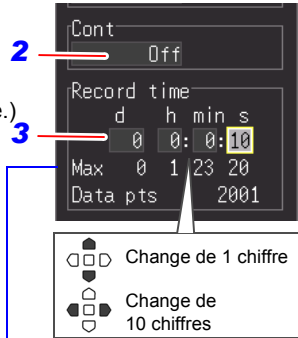 Cont
2 Off
Record time
e.) d h min s
3 0 0: 0: 10
Max 0 1 23 20
Data pts 2001
Change de 1 chiffre
Change de
10 chiffres